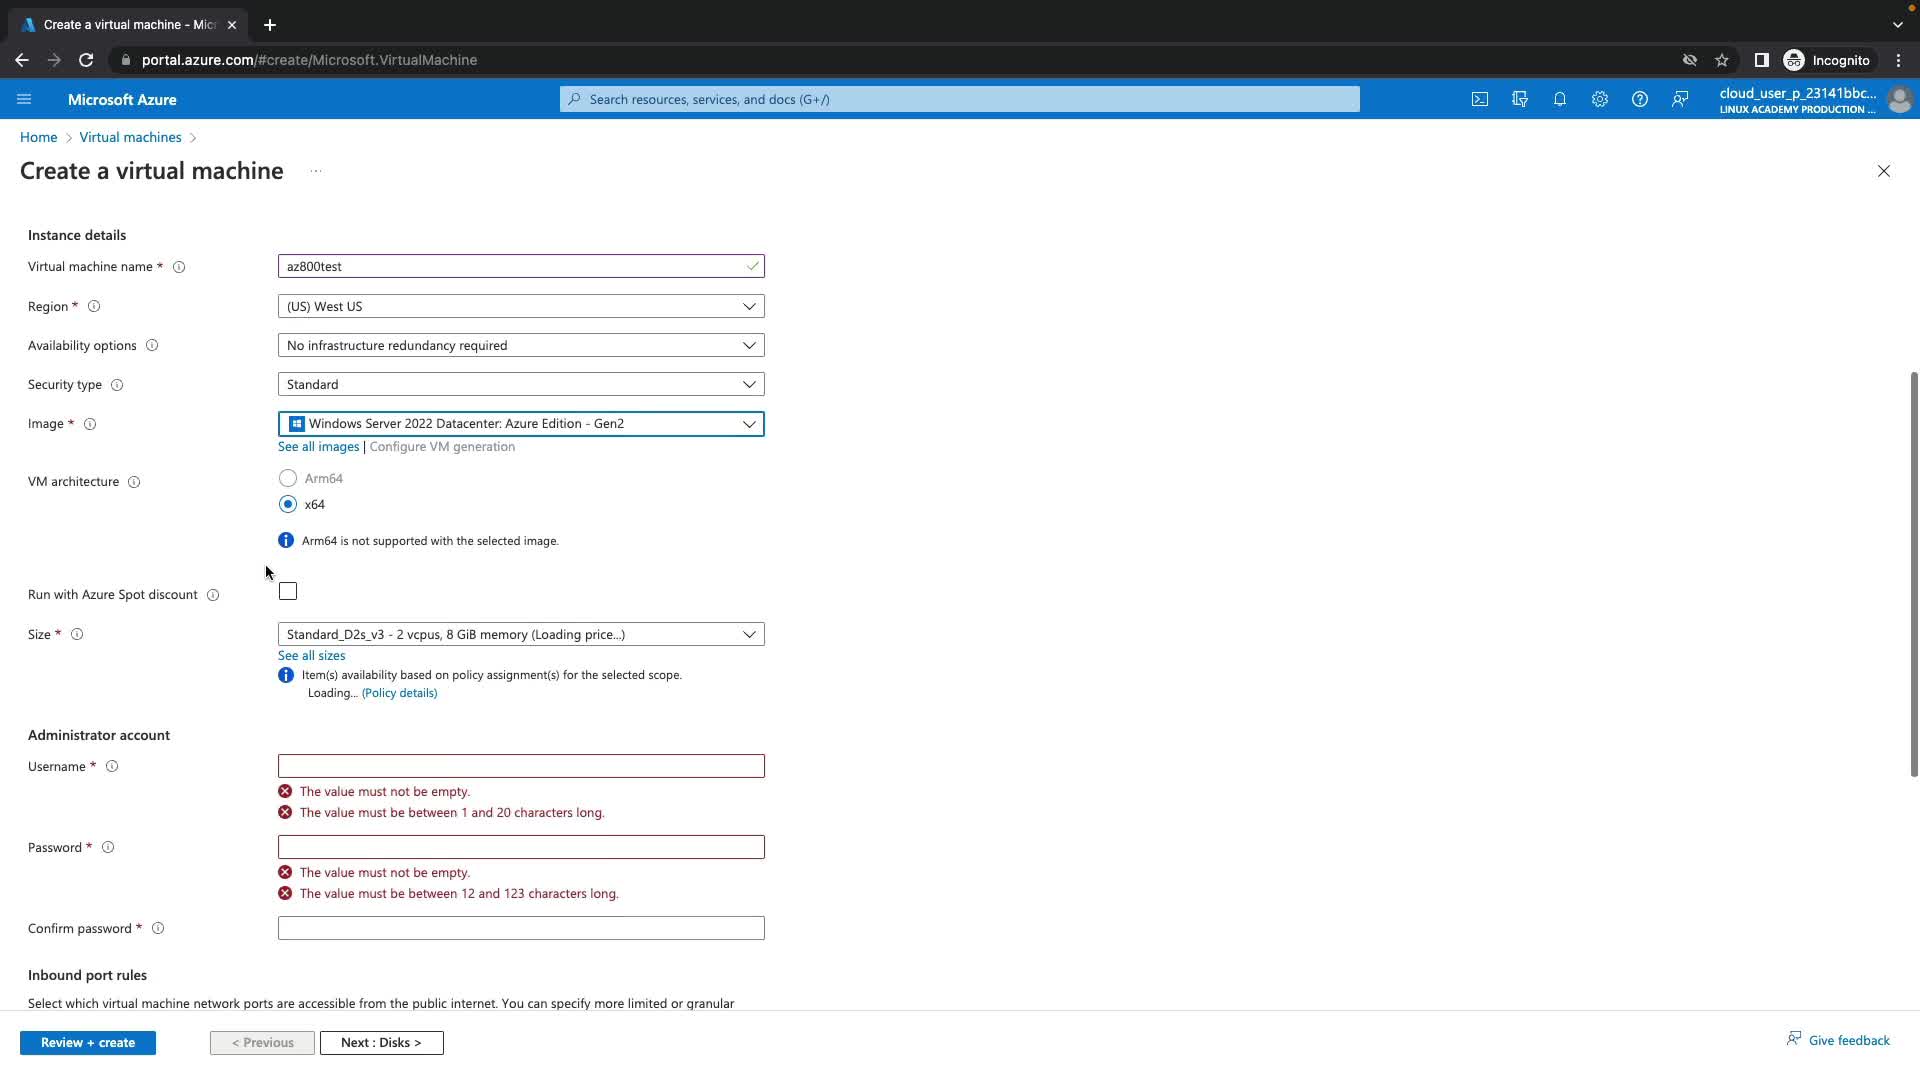 Create a virtual machine - Mic
portal.azure.com/#create/Microsoft.VirtualMachine
Incognito
Microsoft Azure
Search resources, services, and docs (G+/)
cloud_user_p_23141bbc...
LINUX ACADEMY PRODUCTION ...
Home > Virtual machines >
Create a virtual machine ...
Instance details
Virtual machine name *
az800test
Region *
(US) West US
Availability options
No infrastructure redundancy required
Security type
Standard
Image *
Windows Server 2022 Datacenter: Azure Edition - Gen2
See all images | Configure VM generation
VM architecture
Arm64
x64
Arm64 is not supported with the selected image.
Run with Azure Spot discount
Size *
Standard_D2s_v3 - 2 vcpus, 8 GiB memory (Loading price...)
See all sizes
Item(s) availability based on policy assignment(s) for the selected scope.
Loading... (Policy details)
Administrator account
Username *
The value must not be empty.
The value must be between 1 and 20 characters long.
Password *
The value must not be empty.
The value must be between 12 and 123 characters long.
Confirm password *
Inbound port rules
Select which virtual machine network ports are accessible from the public internet. You can specify more limited or granular
Review + create
< Previous
Next : Disks >
Give feedback